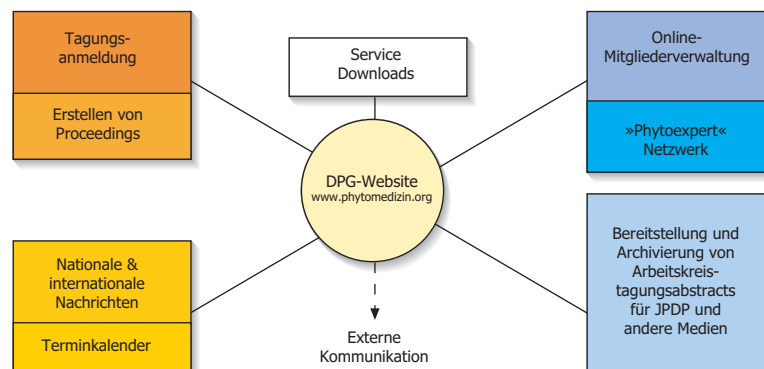 Tagungs-
anmeldung
Erstellen von
Proceedings
Service
Downloads
Online-
Mitgliederverwaltung
»Phytoexpert«
Netzwerk
DPG-Website
www.phytomedizin.org
Nationale &
internationale
Nachrichten
Terminkalender
Externe
Kommunikation
Bereitstellung und
Archivierung von
Arbeitskreis-
tagungsabstracts
für JPDP und
andere Medien